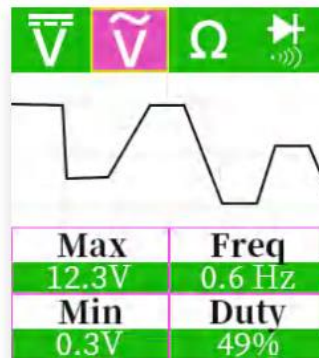 V V Ω
Max Freq
12.3V 0.6 Hz
Min Duty
0.3V 49%